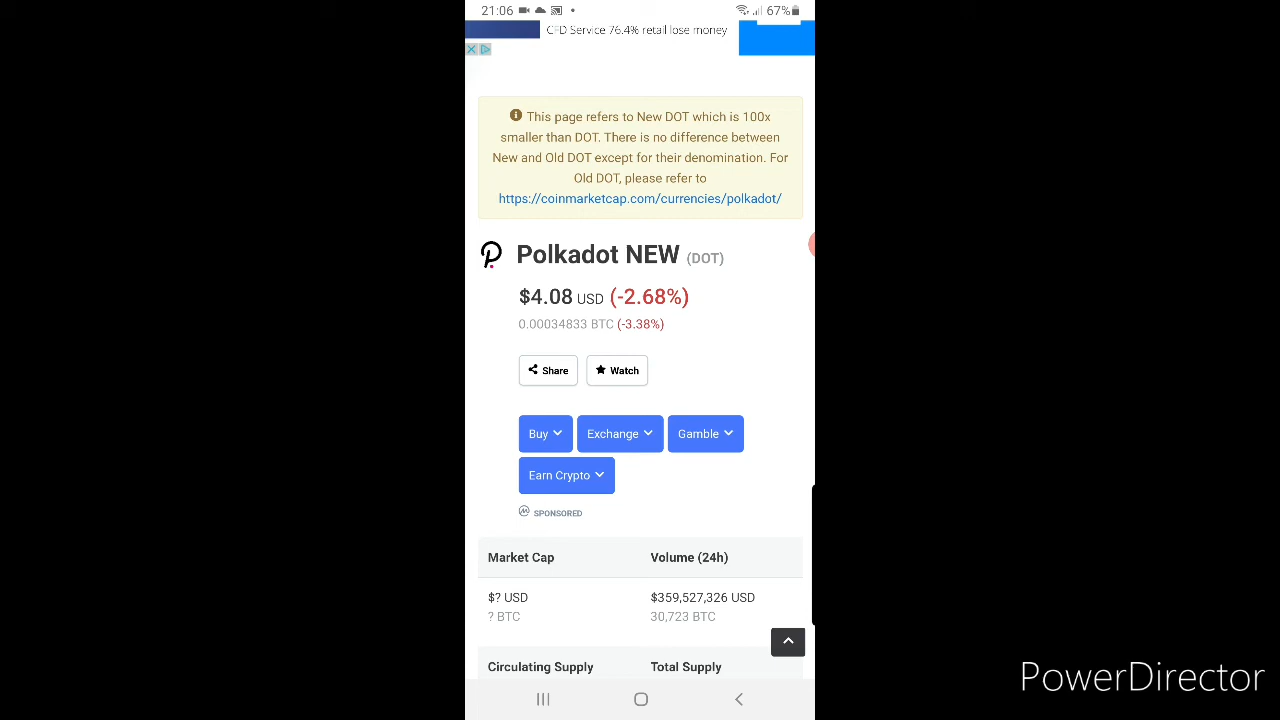 21:06
67%
CFD Service 76.4% retail lose money
This page refers to New DOT which is 100x
smaller than DOT. There is no difference between
New and Old DOT except for their denomination. For
Old DOT, please refer to
https://coinmarketcap.com/currencies/polkadot/
Polkadot NEW (DOT)
$4.08 USD (-2.68%)
0.00034833 BTC (-3.38%)
Share Watch
Buy Exchange Gamble
Earn Crypto
SPONSORED
Market Cap Volume (24h)
$? USD $359,527,326 USD
? BTC 30,723 BTC
Circulating Supply Total Supply
PowerDirector